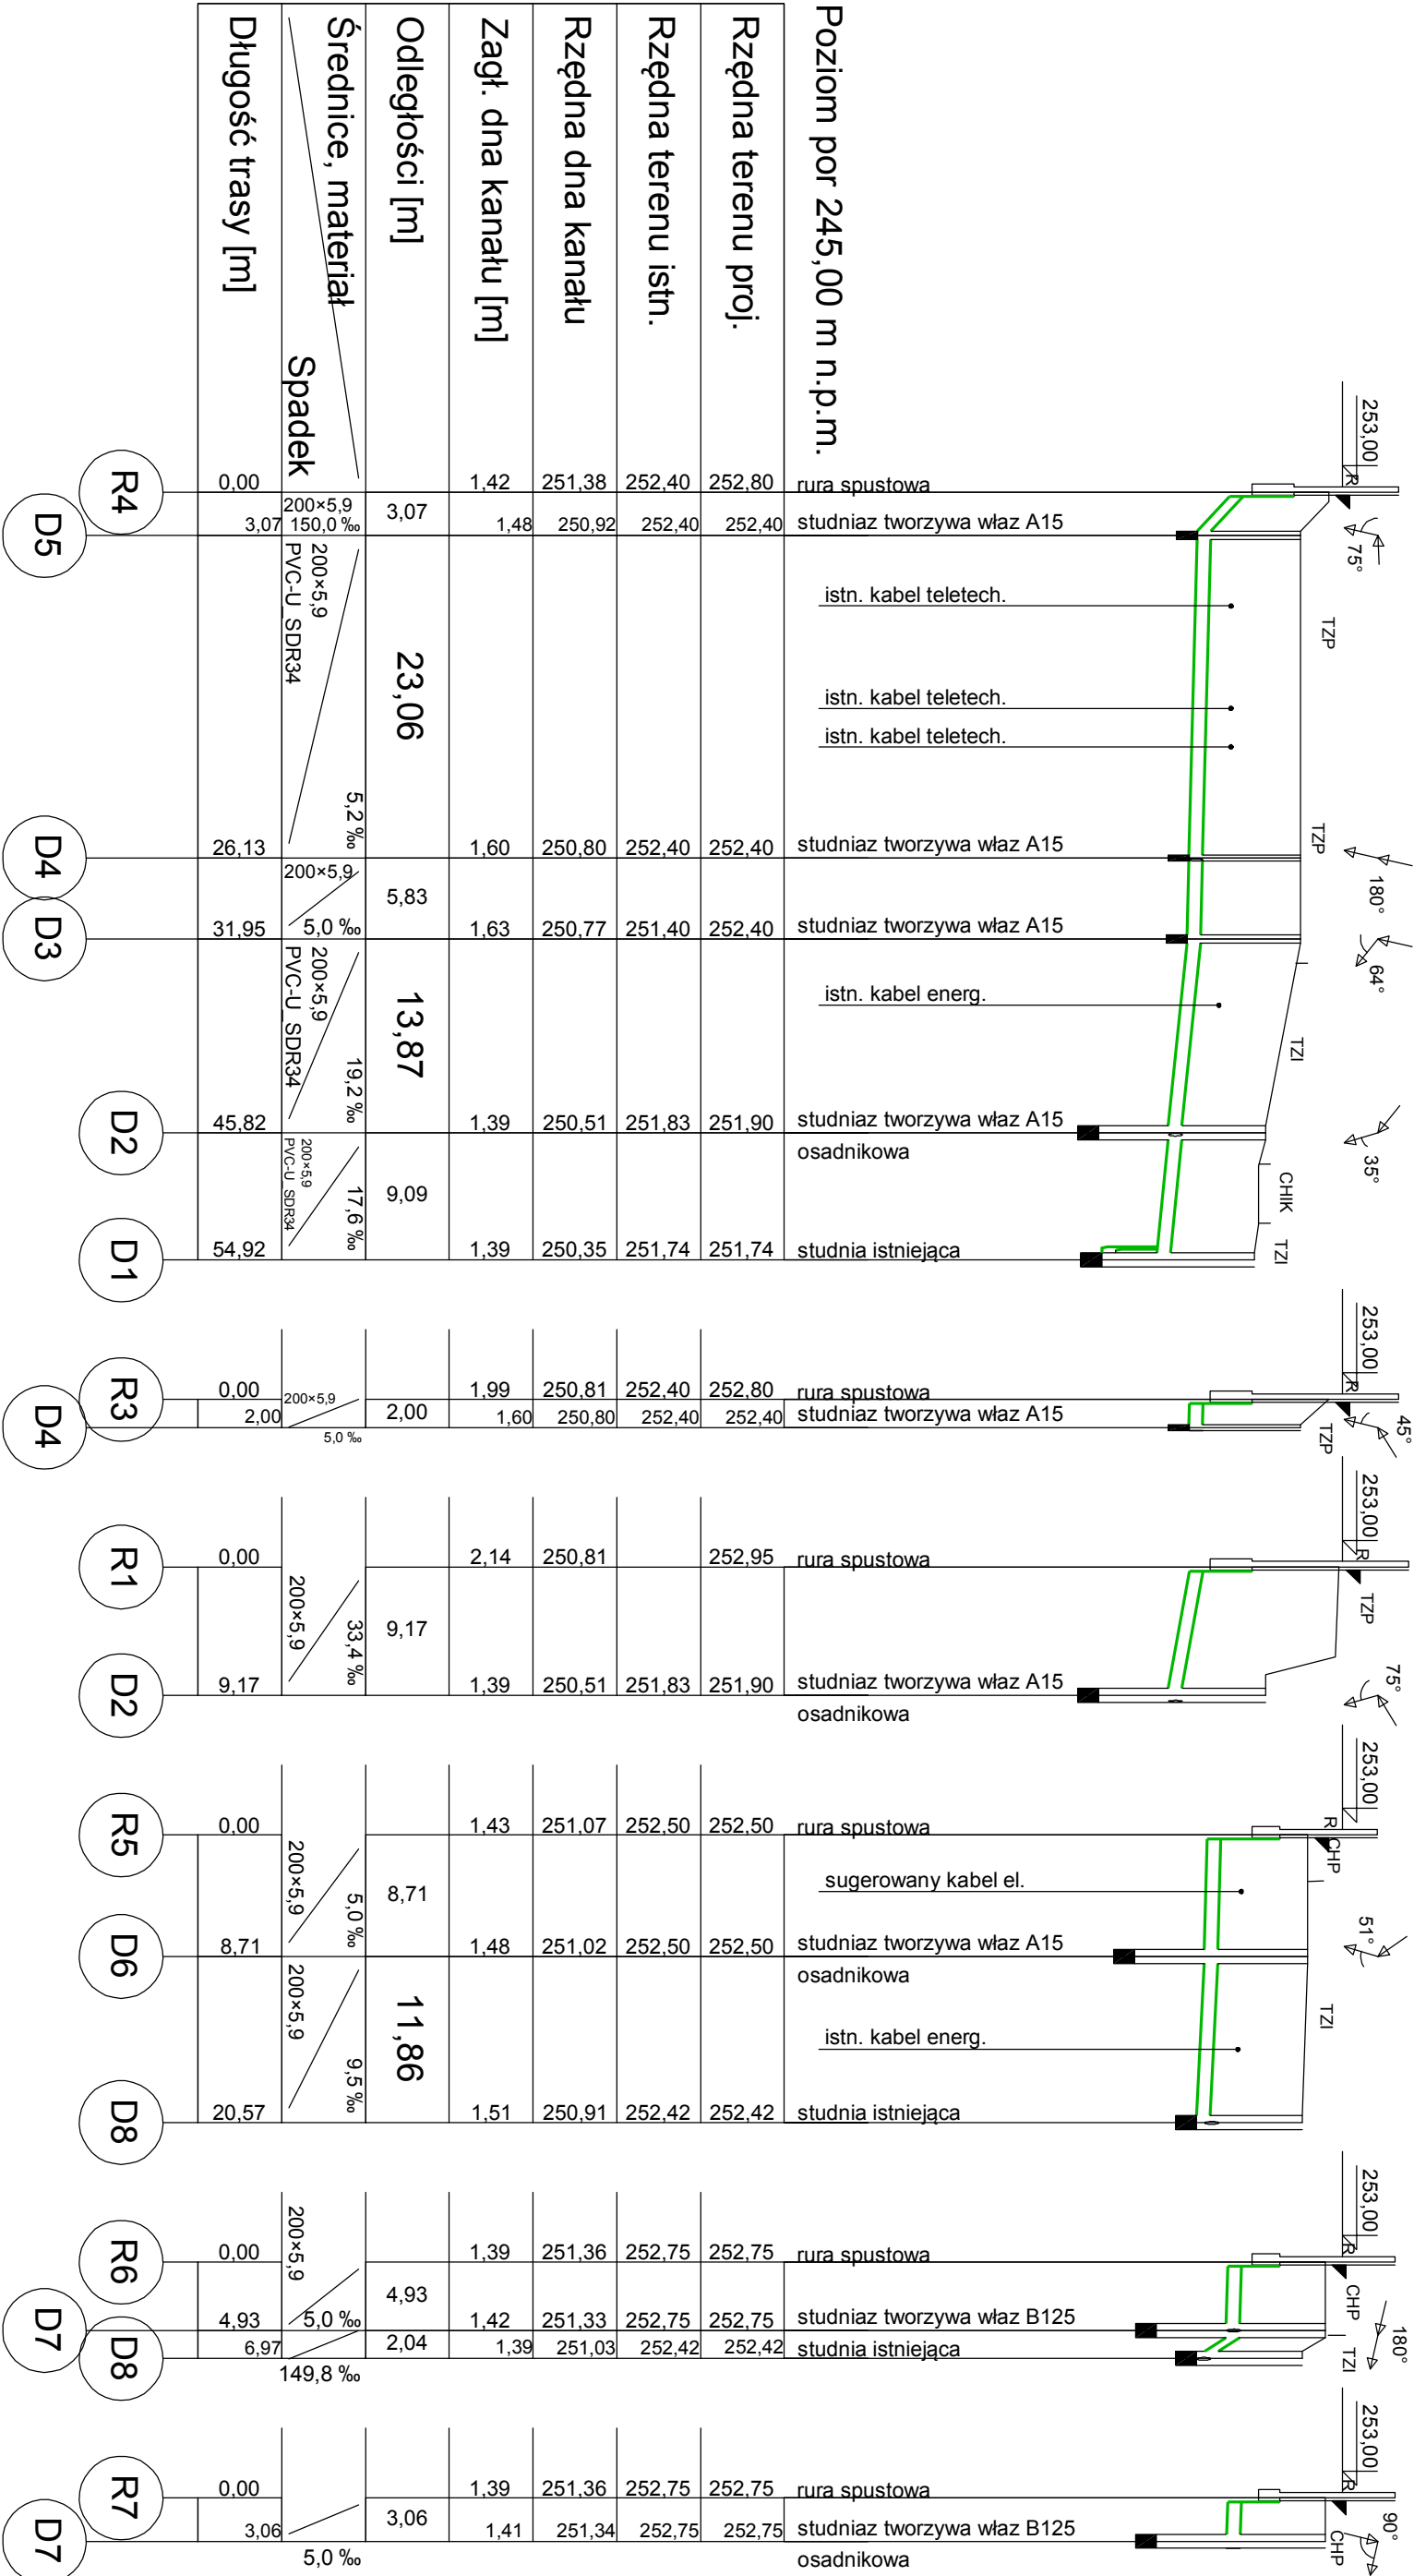 Poziom por 245,00 m n.p.m.
Rzędna terenu proj.
Rzędna terenu istn.
Rzędna dna kanału
Zagł. dna kanału [m]
Odległości [m]
Średnice, materiał
Spadek
Długość trasy [m]
253,00
R
75°
TZP
TZP
180°
64°
TZI
35°
CHIK
TZI
rura spustowa
252,80
252,40
251,38
1,42
0,00
R4
3,07
200×5,9
150,0 ‰
studniaz tworzywa właz A15
252,40
252,40
250,92
1,48
3,07
D5
istn. kabel teletech.
istn. kabel teletech.
istn. kabel teletech.
23,06
200×5,9
PVC-U_SDR34
5,2 ‰
studniaz tworzywa właz A15
252,40
252,40
250,80
1,60
26,13
D4
5,83
200×5,9
5,0 ‰
studniaz tworzywa właz A15
252,40
251,40
250,77
1,63
31,95
D3
istn. kabel energ.
13,87
200×5,9
PVC-U_SDR34
19,2 ‰
studniaz tworzywa właz A15
osadnikowa
251,90
251,83
250,51
1,39
45,82
D2
9,09
200×5,9
PVC-U_SDR34
17,6 ‰
studnia istniejąca
251,74
251,74
250,35
1,39
54,92
D1
253,00
R
45°
TZP
rura spustowa
252,80
252,40
250,81
1,99
0,00
R3
2,00
200×5,9
5,0 ‰
studniaz tworzywa właz A15
252,40
252,40
250,80
1,60
2,00
D4
253,00
R
TZP
75°
rura spustowa
252,95
250,81
2,14
0,00
R1
9,17
200×5,9
33,4 ‰
studniaz tworzywa właz A15
osadnikowa
251,90
251,83
250,51
1,39
9,17
D2
253,00
R
CHP
51°
TZI
rura spustowa
252,50
252,50
251,07
1,43
0,00
R5
sugerowany kabel el.
8,71
200×5,9
5,0 ‰
studniaz tworzywa właz A15
osadnikowa
252,50
252,50
251,02
1,48
8,71
D6
istn. kabel energ.
11,86
200×5,9
9,5 ‰
studnia istniejąca
252,42
252,42
250,91
1,51
20,57
D8
253,00
R
CHP
180°
TZI
rura spustowa
252,75
252,75
251,36
1,39
0,00
R6
4,93
200×5,9
5,0 ‰
studniaz tworzywa właz B125
252,75
252,75
251,33
1,42
4,93
D7
2,04
149,8 ‰
studnia istniejąca
252,42
252,42
251,03
1,39
6,97
D8
253,00
R
90°
CHP
rura spustowa
252,75
252,75
251,36
1,39
0,00
R7
3,06
5,0 ‰
studniaz tworzywa właz B125
osadnikowa
252,75
252,75
251,34
1,41
3,06
D7